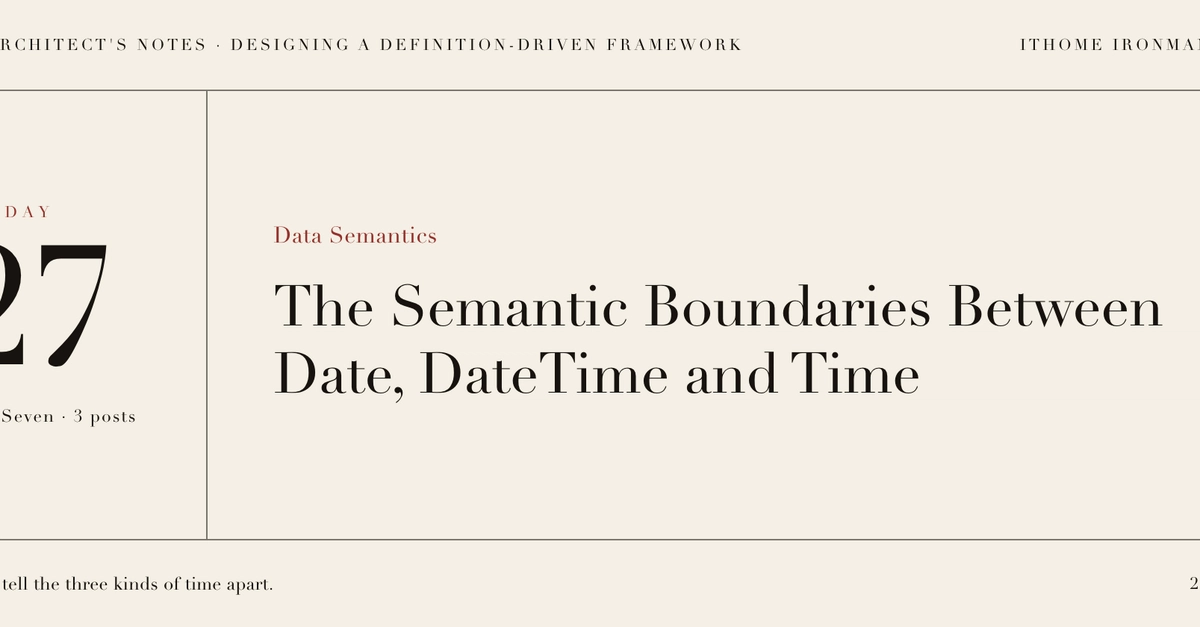 RCHITECT'S NOTES · DESIGNING A DEFINITION-DRIVEN FRAMEWORK
ITHOME IRONMA
DAY
27
Seven · 3 posts
Data Semantics
The Semantic Boundaries Between
Date, DateTime and Time
tell the three kinds of time apart.
2